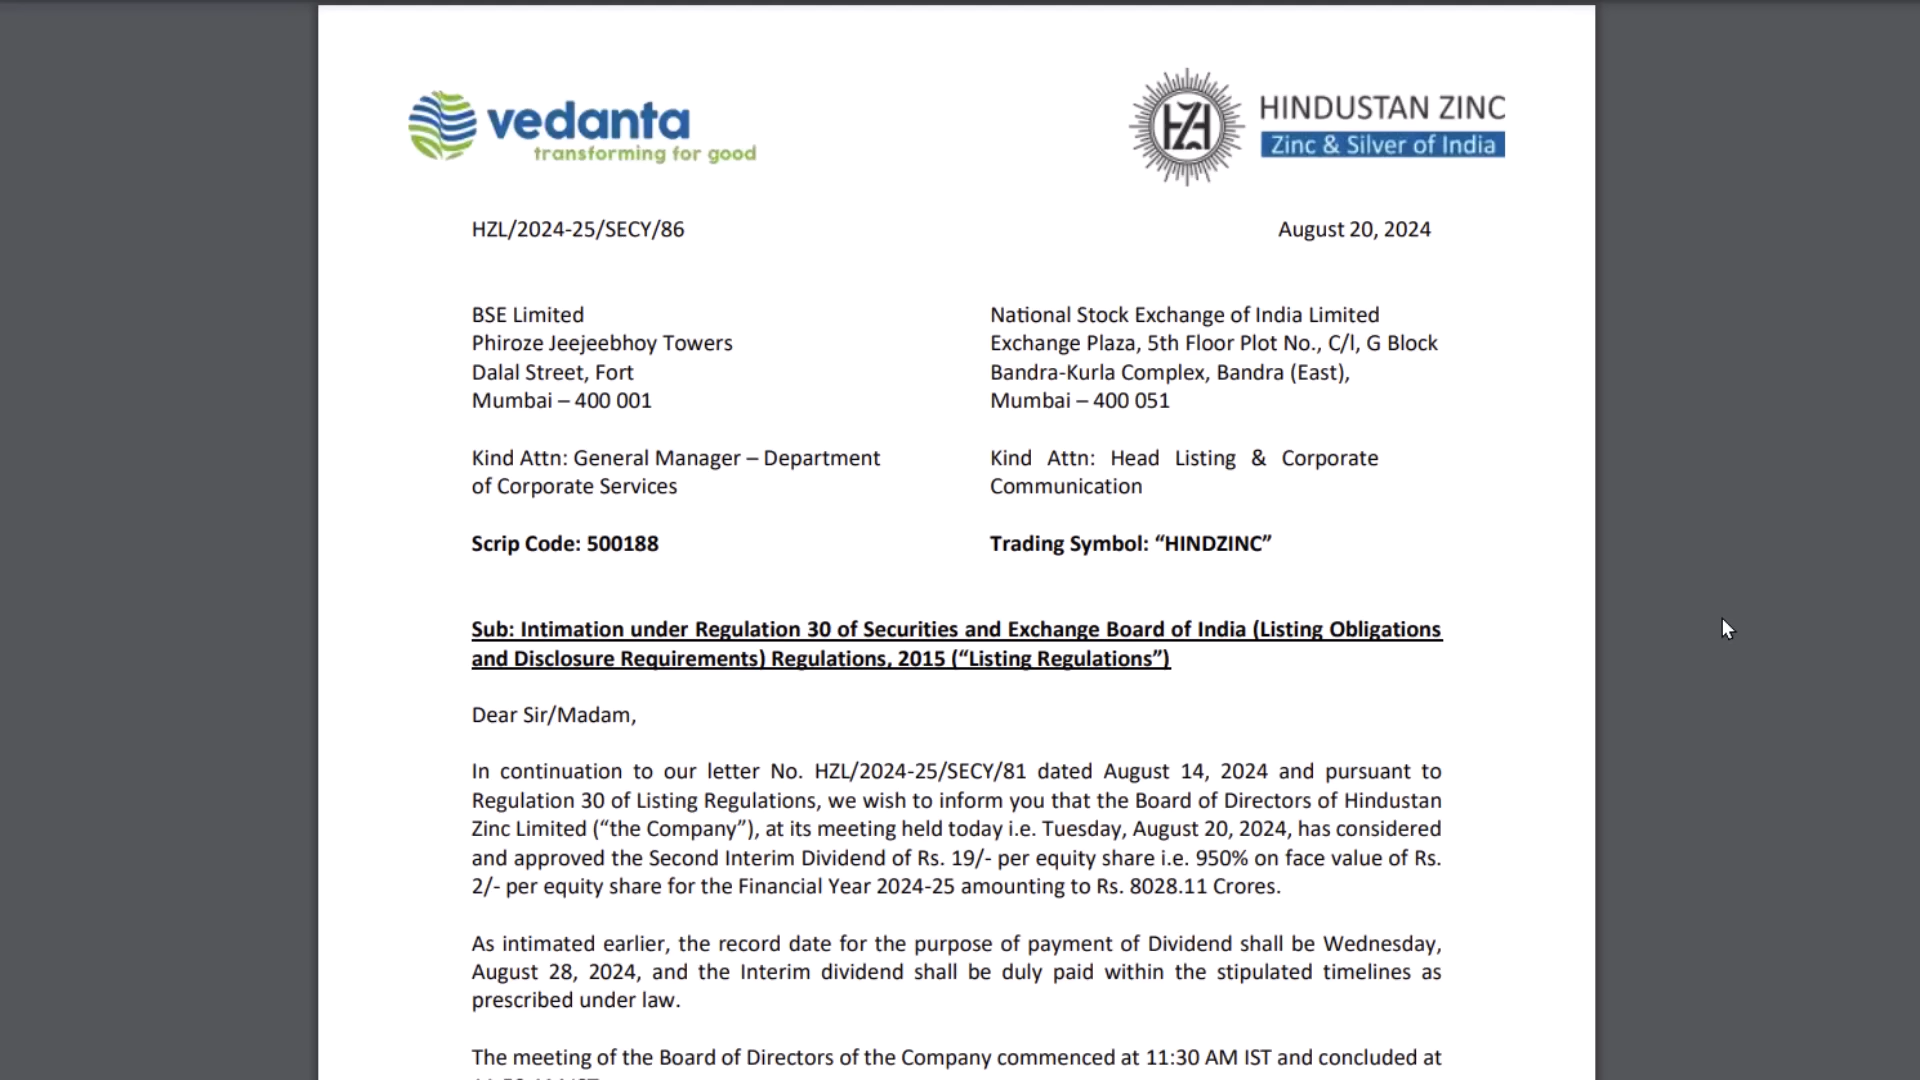 vedanta
transforming for good
HZL
HINDUSTAN ZINC
Zinc & Silver of India
HZL/2024-25/SECY/86
August 20, 2024
BSE Limited
Phiroze Jeejeebhoy Towers
Dalal Street, Fort
Mumbai – 400 001
Kind Attn: General Manager – Department
of Corporate Services
Scrip Code: 500188
National Stock Exchange of India Limited
Exchange Plaza, 5th Floor Plot No., C/l, G Block
Bandra-Kurla Complex, Bandra (East),
Mumbai – 400 051
Kind Attn: Head Listing & Corporate
Communication
Trading Symbol: “HINDZINC”
Sub: Intimation under Regulation 30 of Securities and Exchange Board of India (Listing Obligations
and Disclosure Requirements) Regulations, 2015 (“Listing Regulations”)
Dear Sir/Madam,
In continuation to our letter No. HZL/2024-25/SECY/81 dated August 14, 2024 and pursuant to
Regulation 30 of Listing Regulations, we wish to inform you that the Board of Directors of Hindustan
Zinc Limited (“the Company”), at its meeting held today i.e. Tuesday, August 20, 2024, has considered
and approved the Second Interim Dividend of Rs. 19/- per equity share i.e. 950% on face value of Rs.
2/- per equity share for the Financial Year 2024-25 amounting to Rs. 8028.11 Crores.
As intimated earlier, the record date for the purpose of payment of Dividend shall be Wednesday,
August 28, 2024, and the Interim dividend shall be duly paid within the stipulated timelines as
prescribed under law.
The meeting of the Board of Directors of the Company commenced at 11:30 AM IST and concluded at